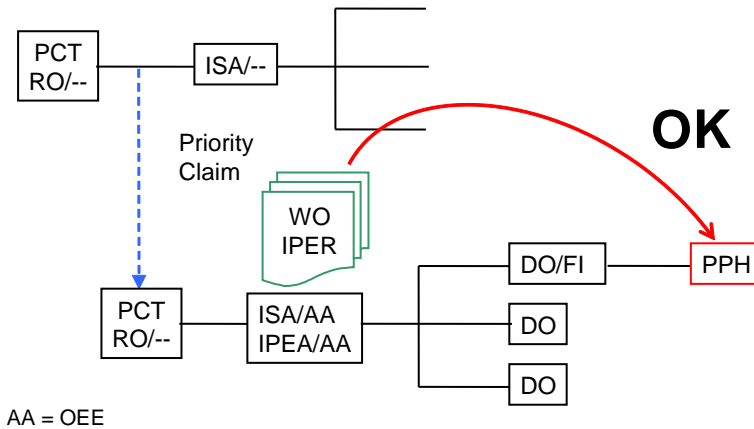 PCT
RO/--
ISA/--
OK
Priority
Claim
WO
IPER
DO/FI
PPH
PCT
RO/--
ISA/AA
IPEA/AA
DO
DO
AA = OEE